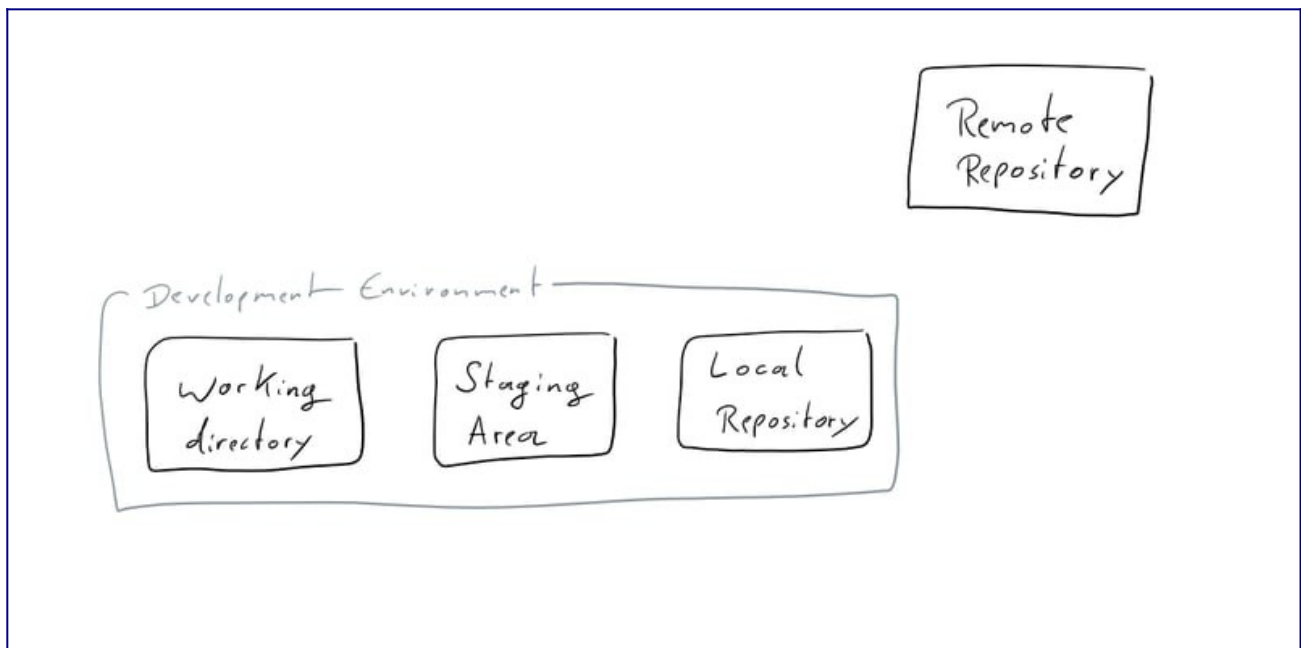 Remote
Repository
Development Environment
Working
directory
Staging
Area
Local
Repository